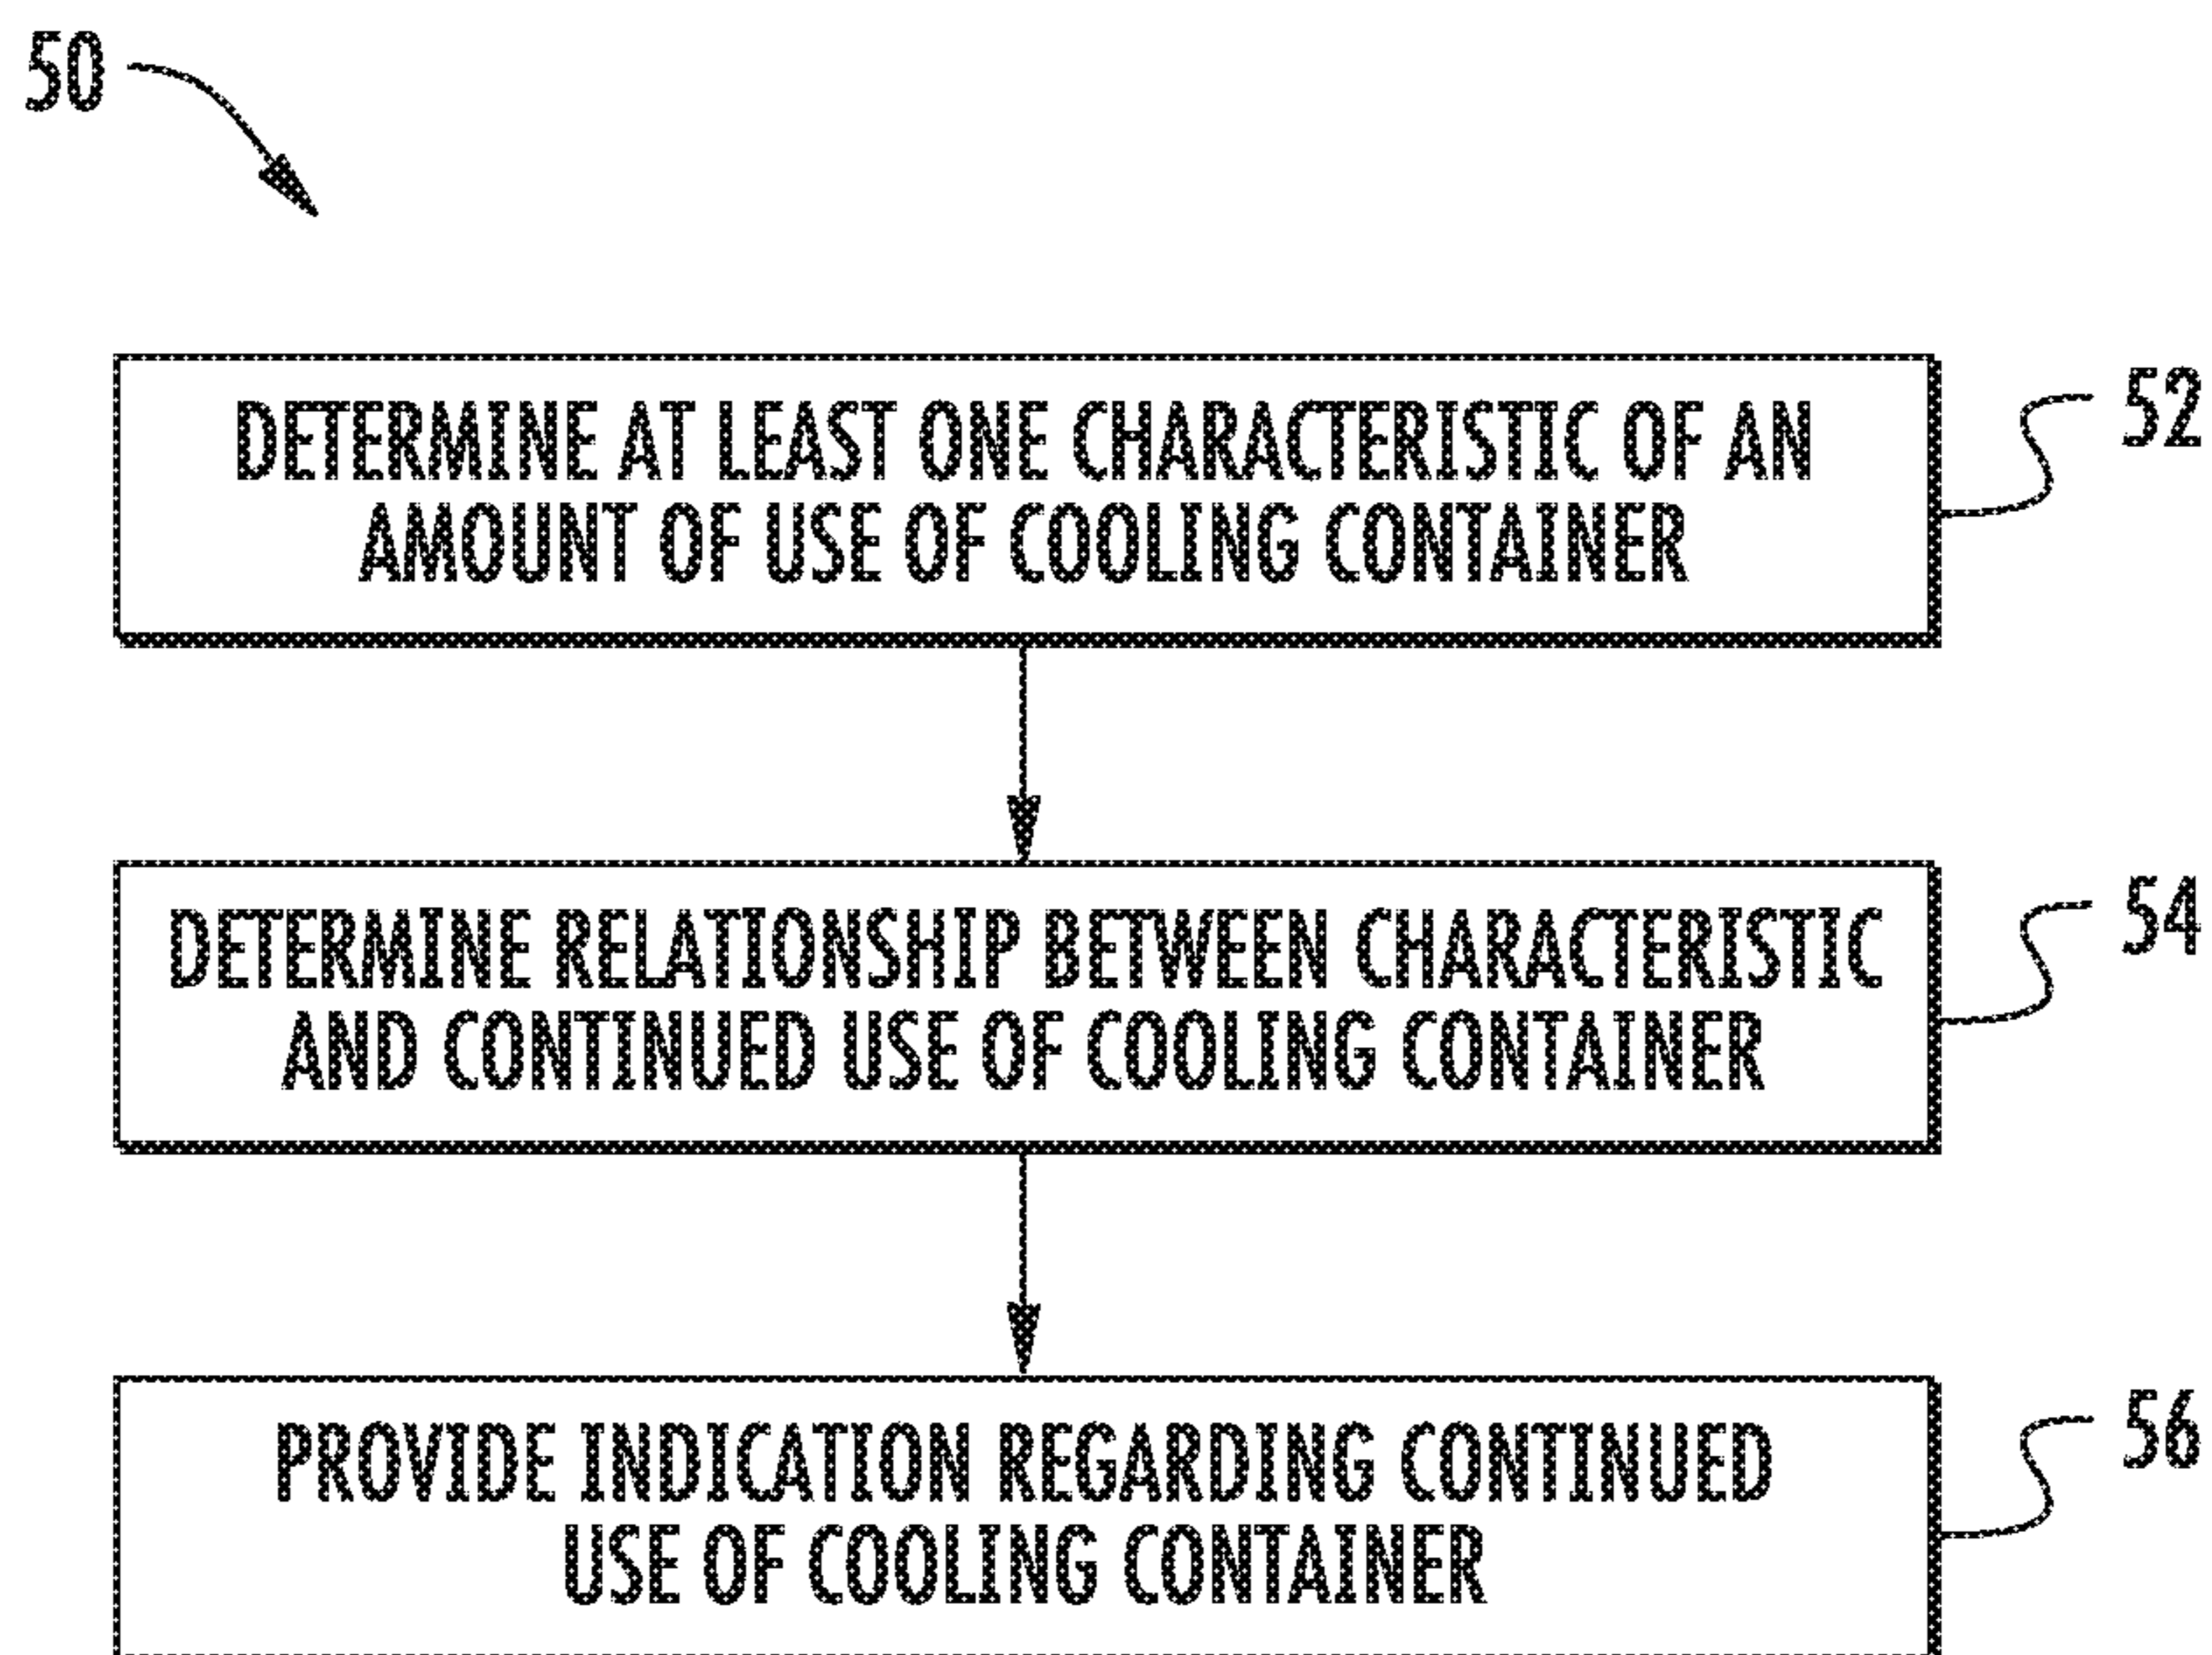 50
DETERMINE AT LEAST ONE CHARACTERISTIC OF AN
AMOUNT OF USE OF COOLING CONTAINER
52
DETERMINE RELATIONSHIP BETWEEN CHARACTERISTIC
AND CONTINUED USE OF COOLING CONTAINER
54
PROVIDE INDICATION REGARDING CONTINUED
USE OF COOLING CONTAINER
56